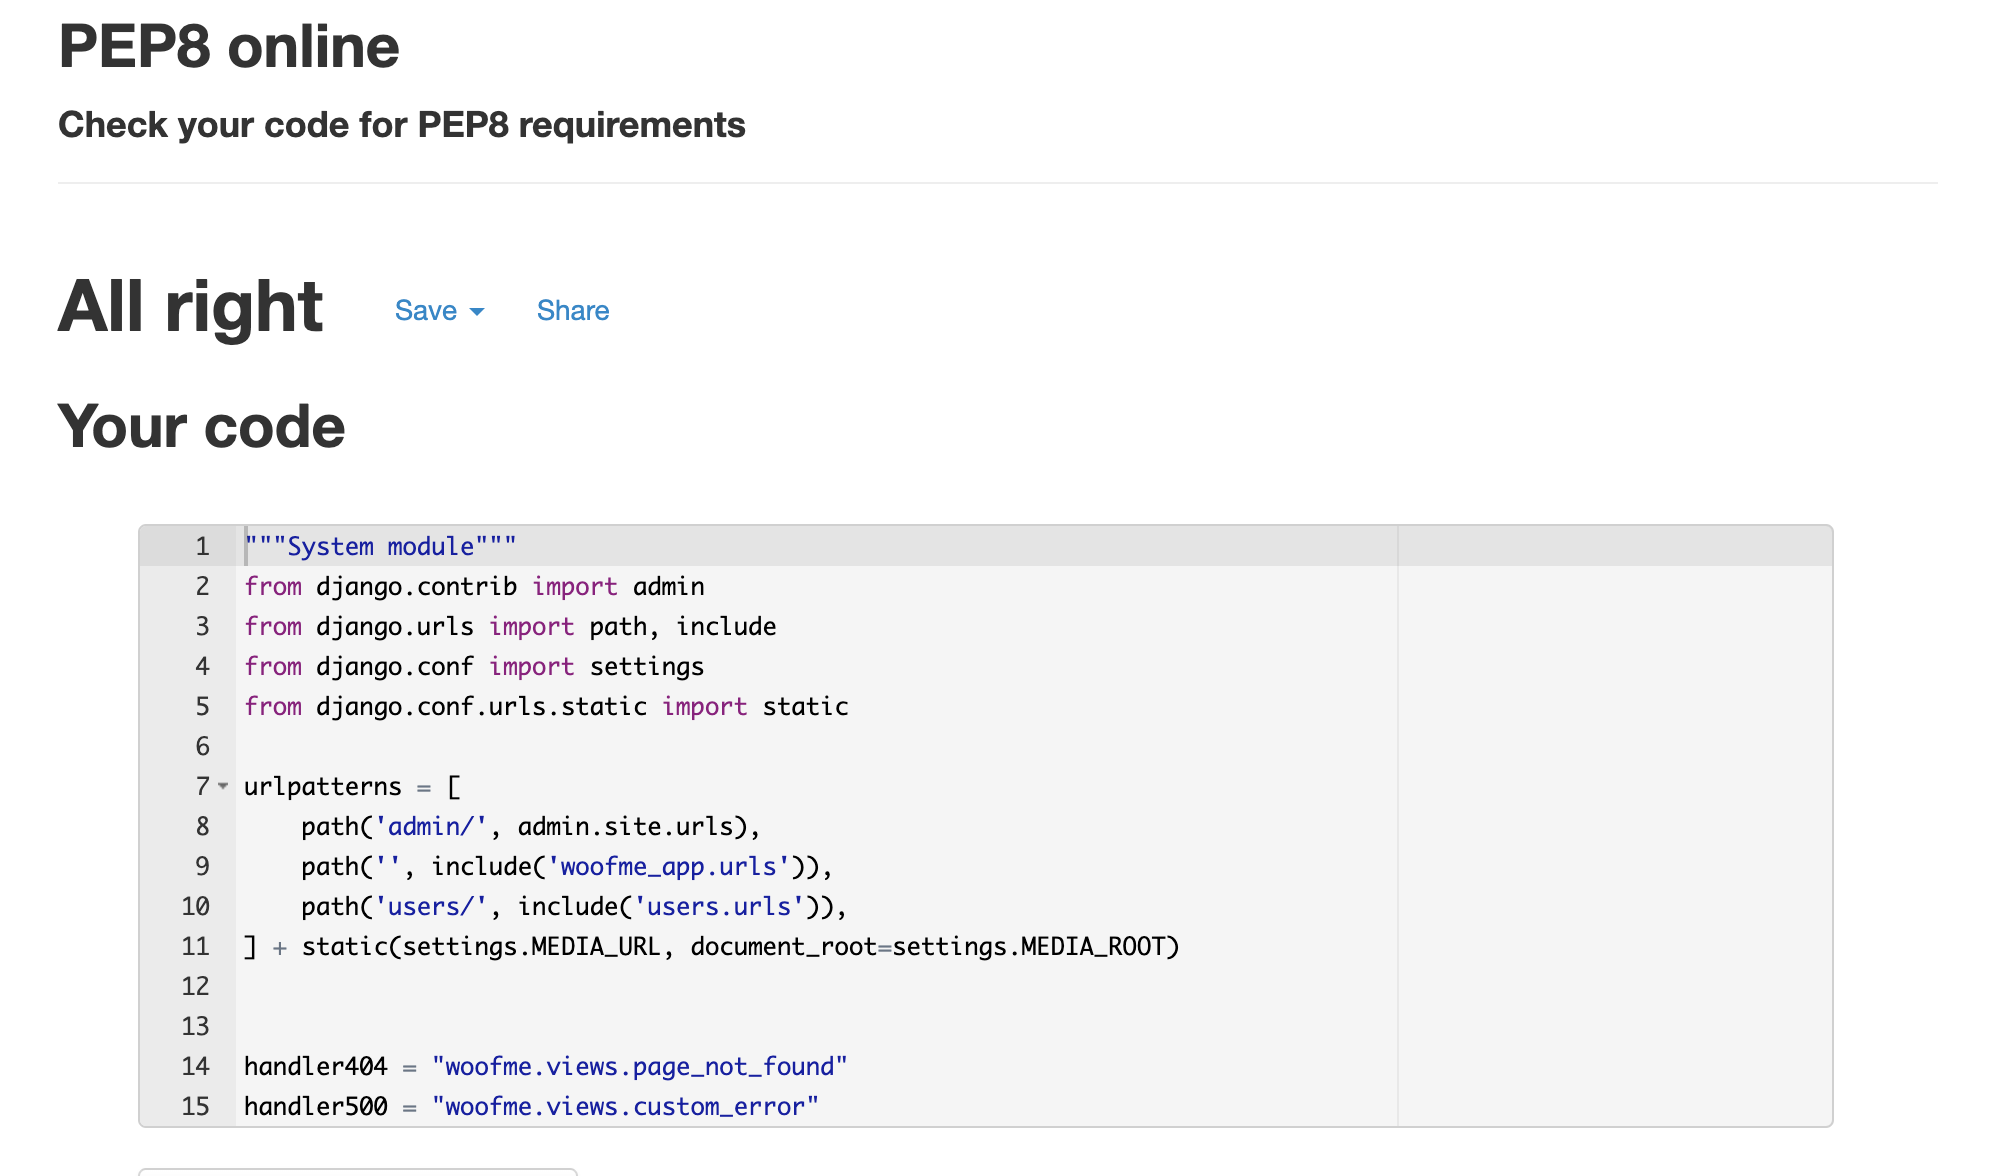 PEP8 online
Check your code for PEP8 requirements
All right Save Share
Your code
1 """System module"""
2 from django.contrib import admin
3 from django.urls import path, include
4 from django.conf import settings
5 from django.conf.urls.static import static
6
7 urlpatterns = [
8     path('admin/', admin.site.urls),
9     path('', include('woofme_app.urls')),
10     path('users/', include('users.urls')),
11 ] + static(settings.MEDIA_URL, document_root=settings.MEDIA_ROOT)
12
13
14 handler404 = "woofme.views.page_not_found"
15 handler500 = "woofme.views.custom_error"